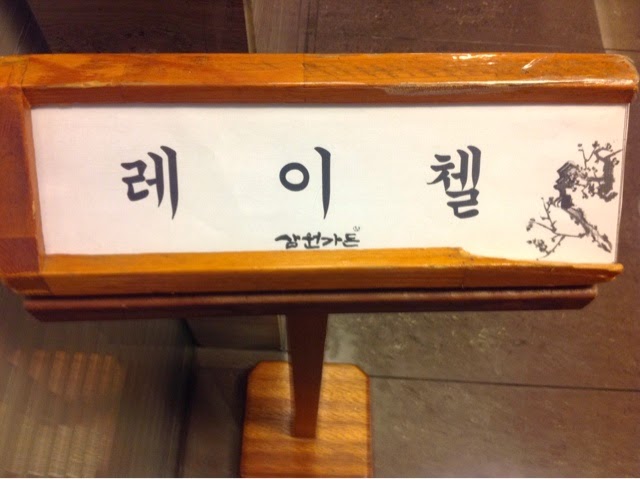 레 이 첼
삼원가든